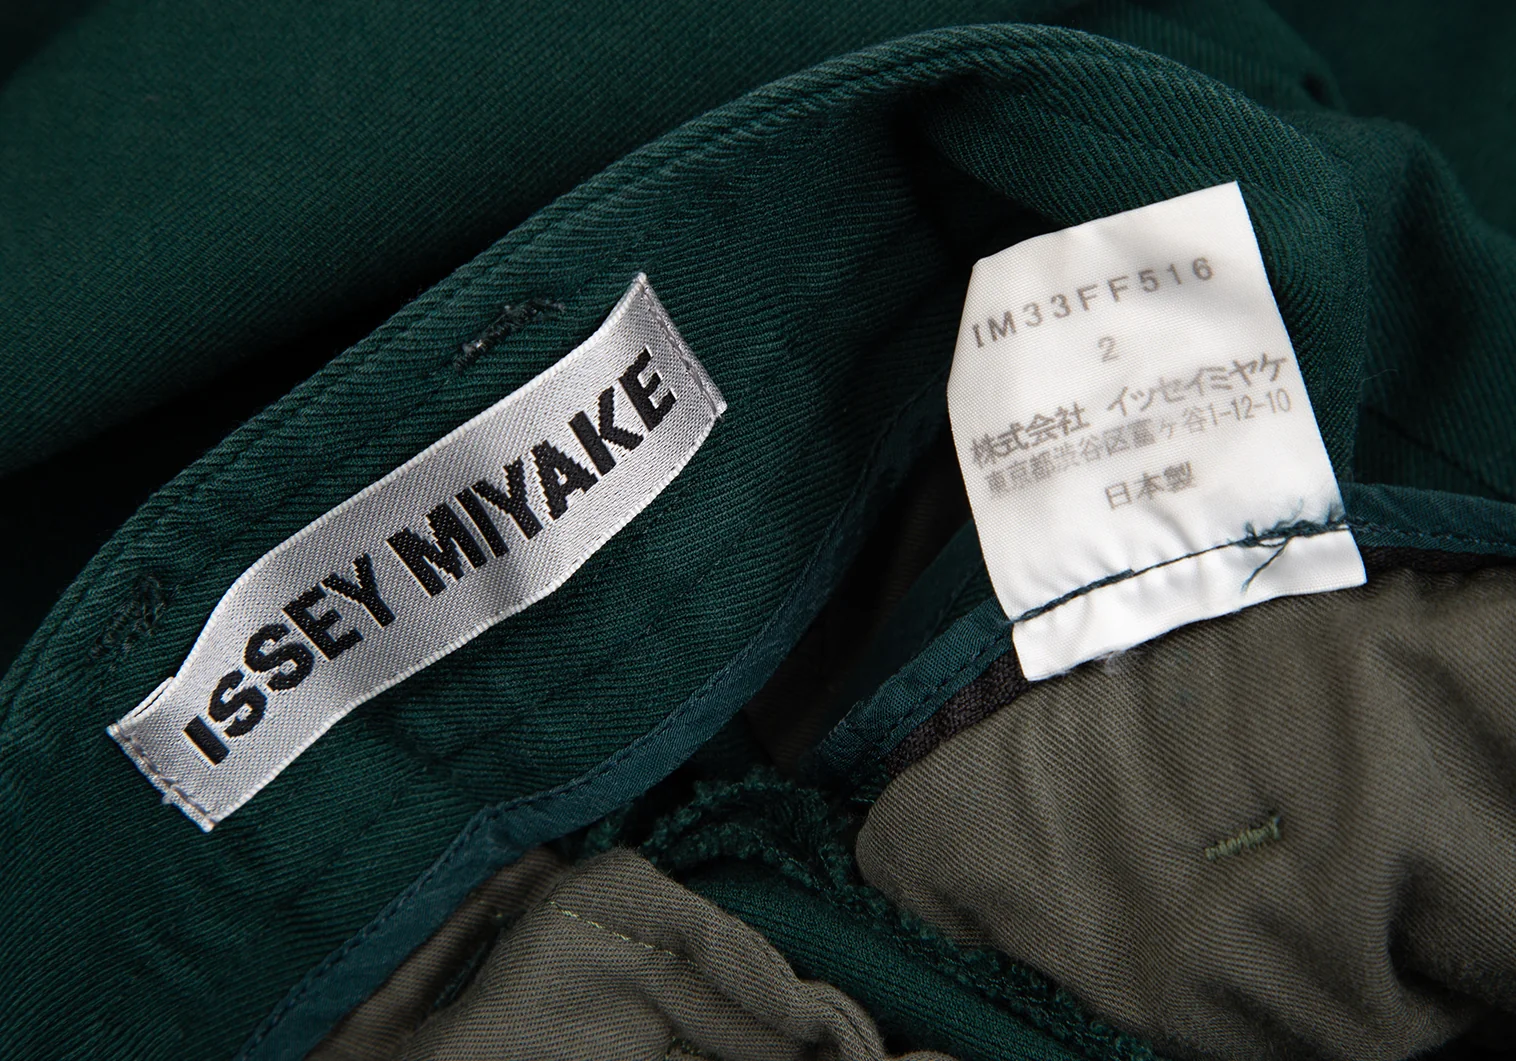 ISSEY MIYAKE
IM33FF516
2
株式会社 イッセイミヤケ
東京都渋谷区富ヶ谷1-12-10
日本製